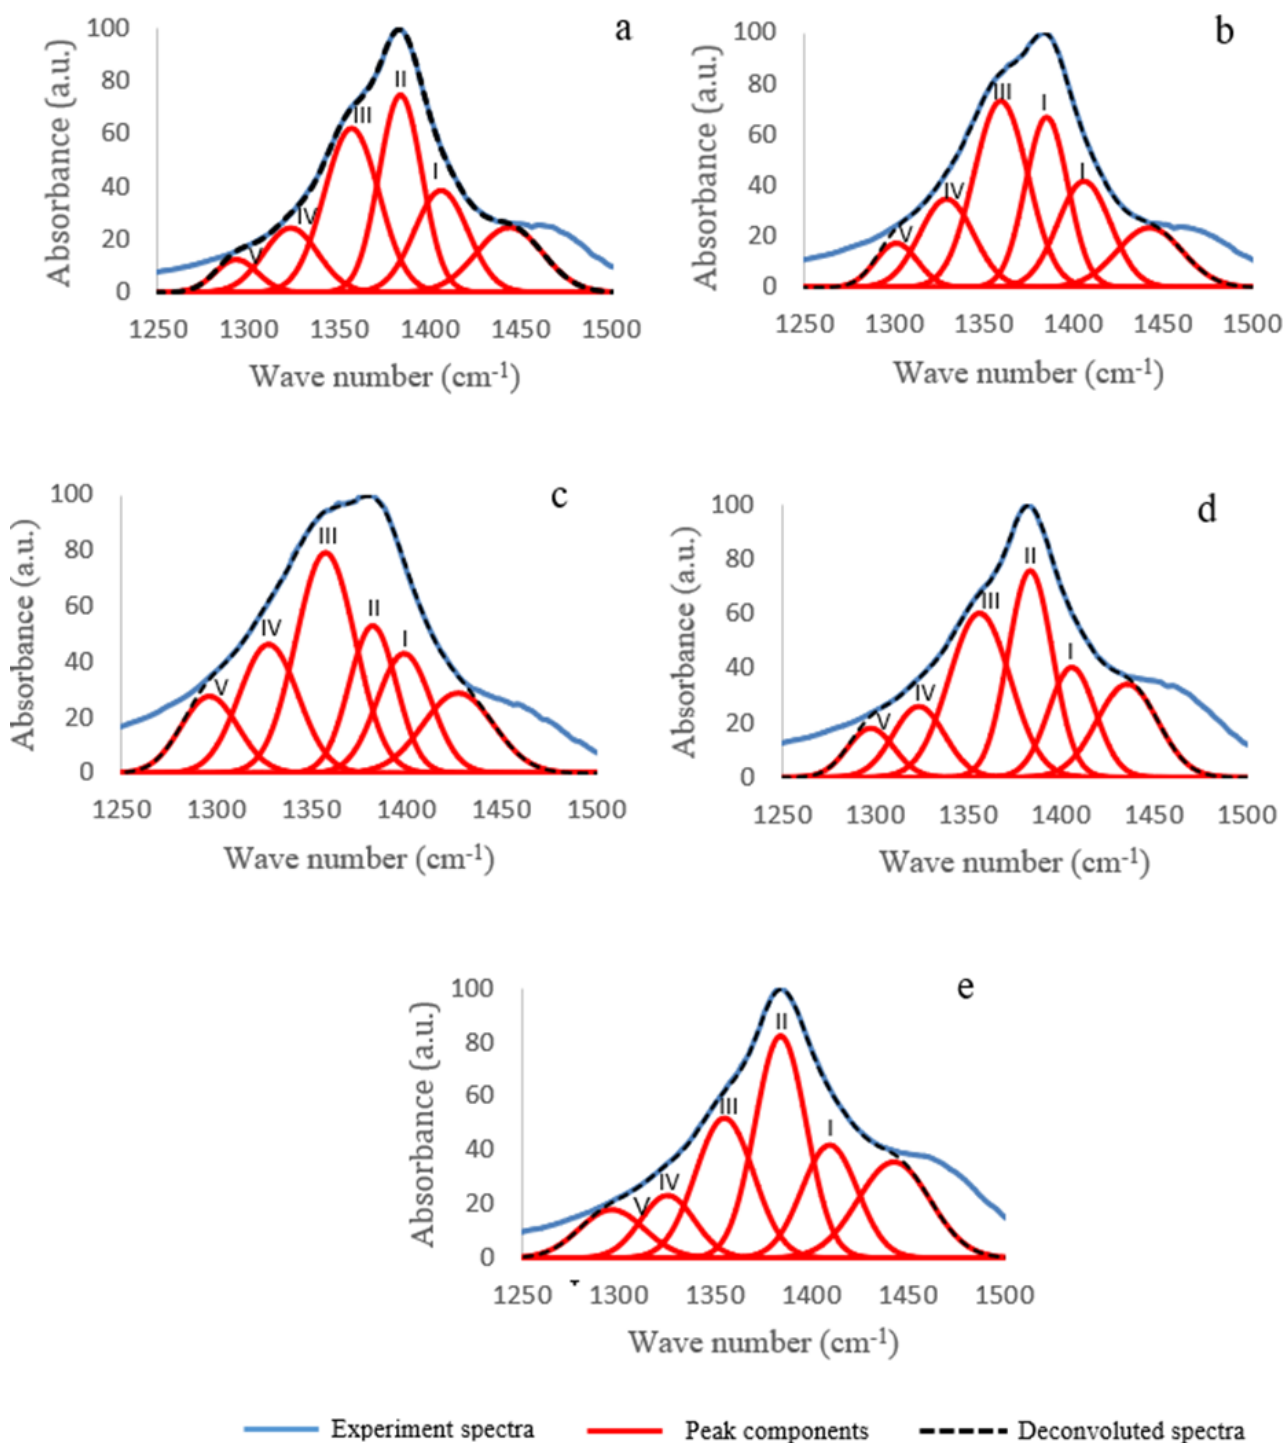 a
Absorbance (a.u.)
100
80
60
40
20
0
V
IV
III
II
I
1250 1300 1350 1400 1450 1500
Wave number (cm-1)
b
Absorbance (a.u.)
100
80
60
40
20
0
V
IV
III
I
I
1250 1300 1350 1400 1450 1500
Wave number (cm-1)
c
Absorbance (a.u.)
100
80
60
40
20
0
V
IV
III
II
I
1250 1300 1350 1400 1450 1500
Wave number (cm-1)
d
Absorbance (a.u.)
100
80
60
40
20
0
V
IV
III
II
I
1250 1300 1350 1400 1450 1500
Wave number (cm-1)
e
Absorbance (a.u.)
100
80
60
40
20
0
V
IV
III
II
I
1250 1300 1350 1400 1450 1500
Wave number (cm-1)
Experiment spectra Peak components Deconvoluted spectra